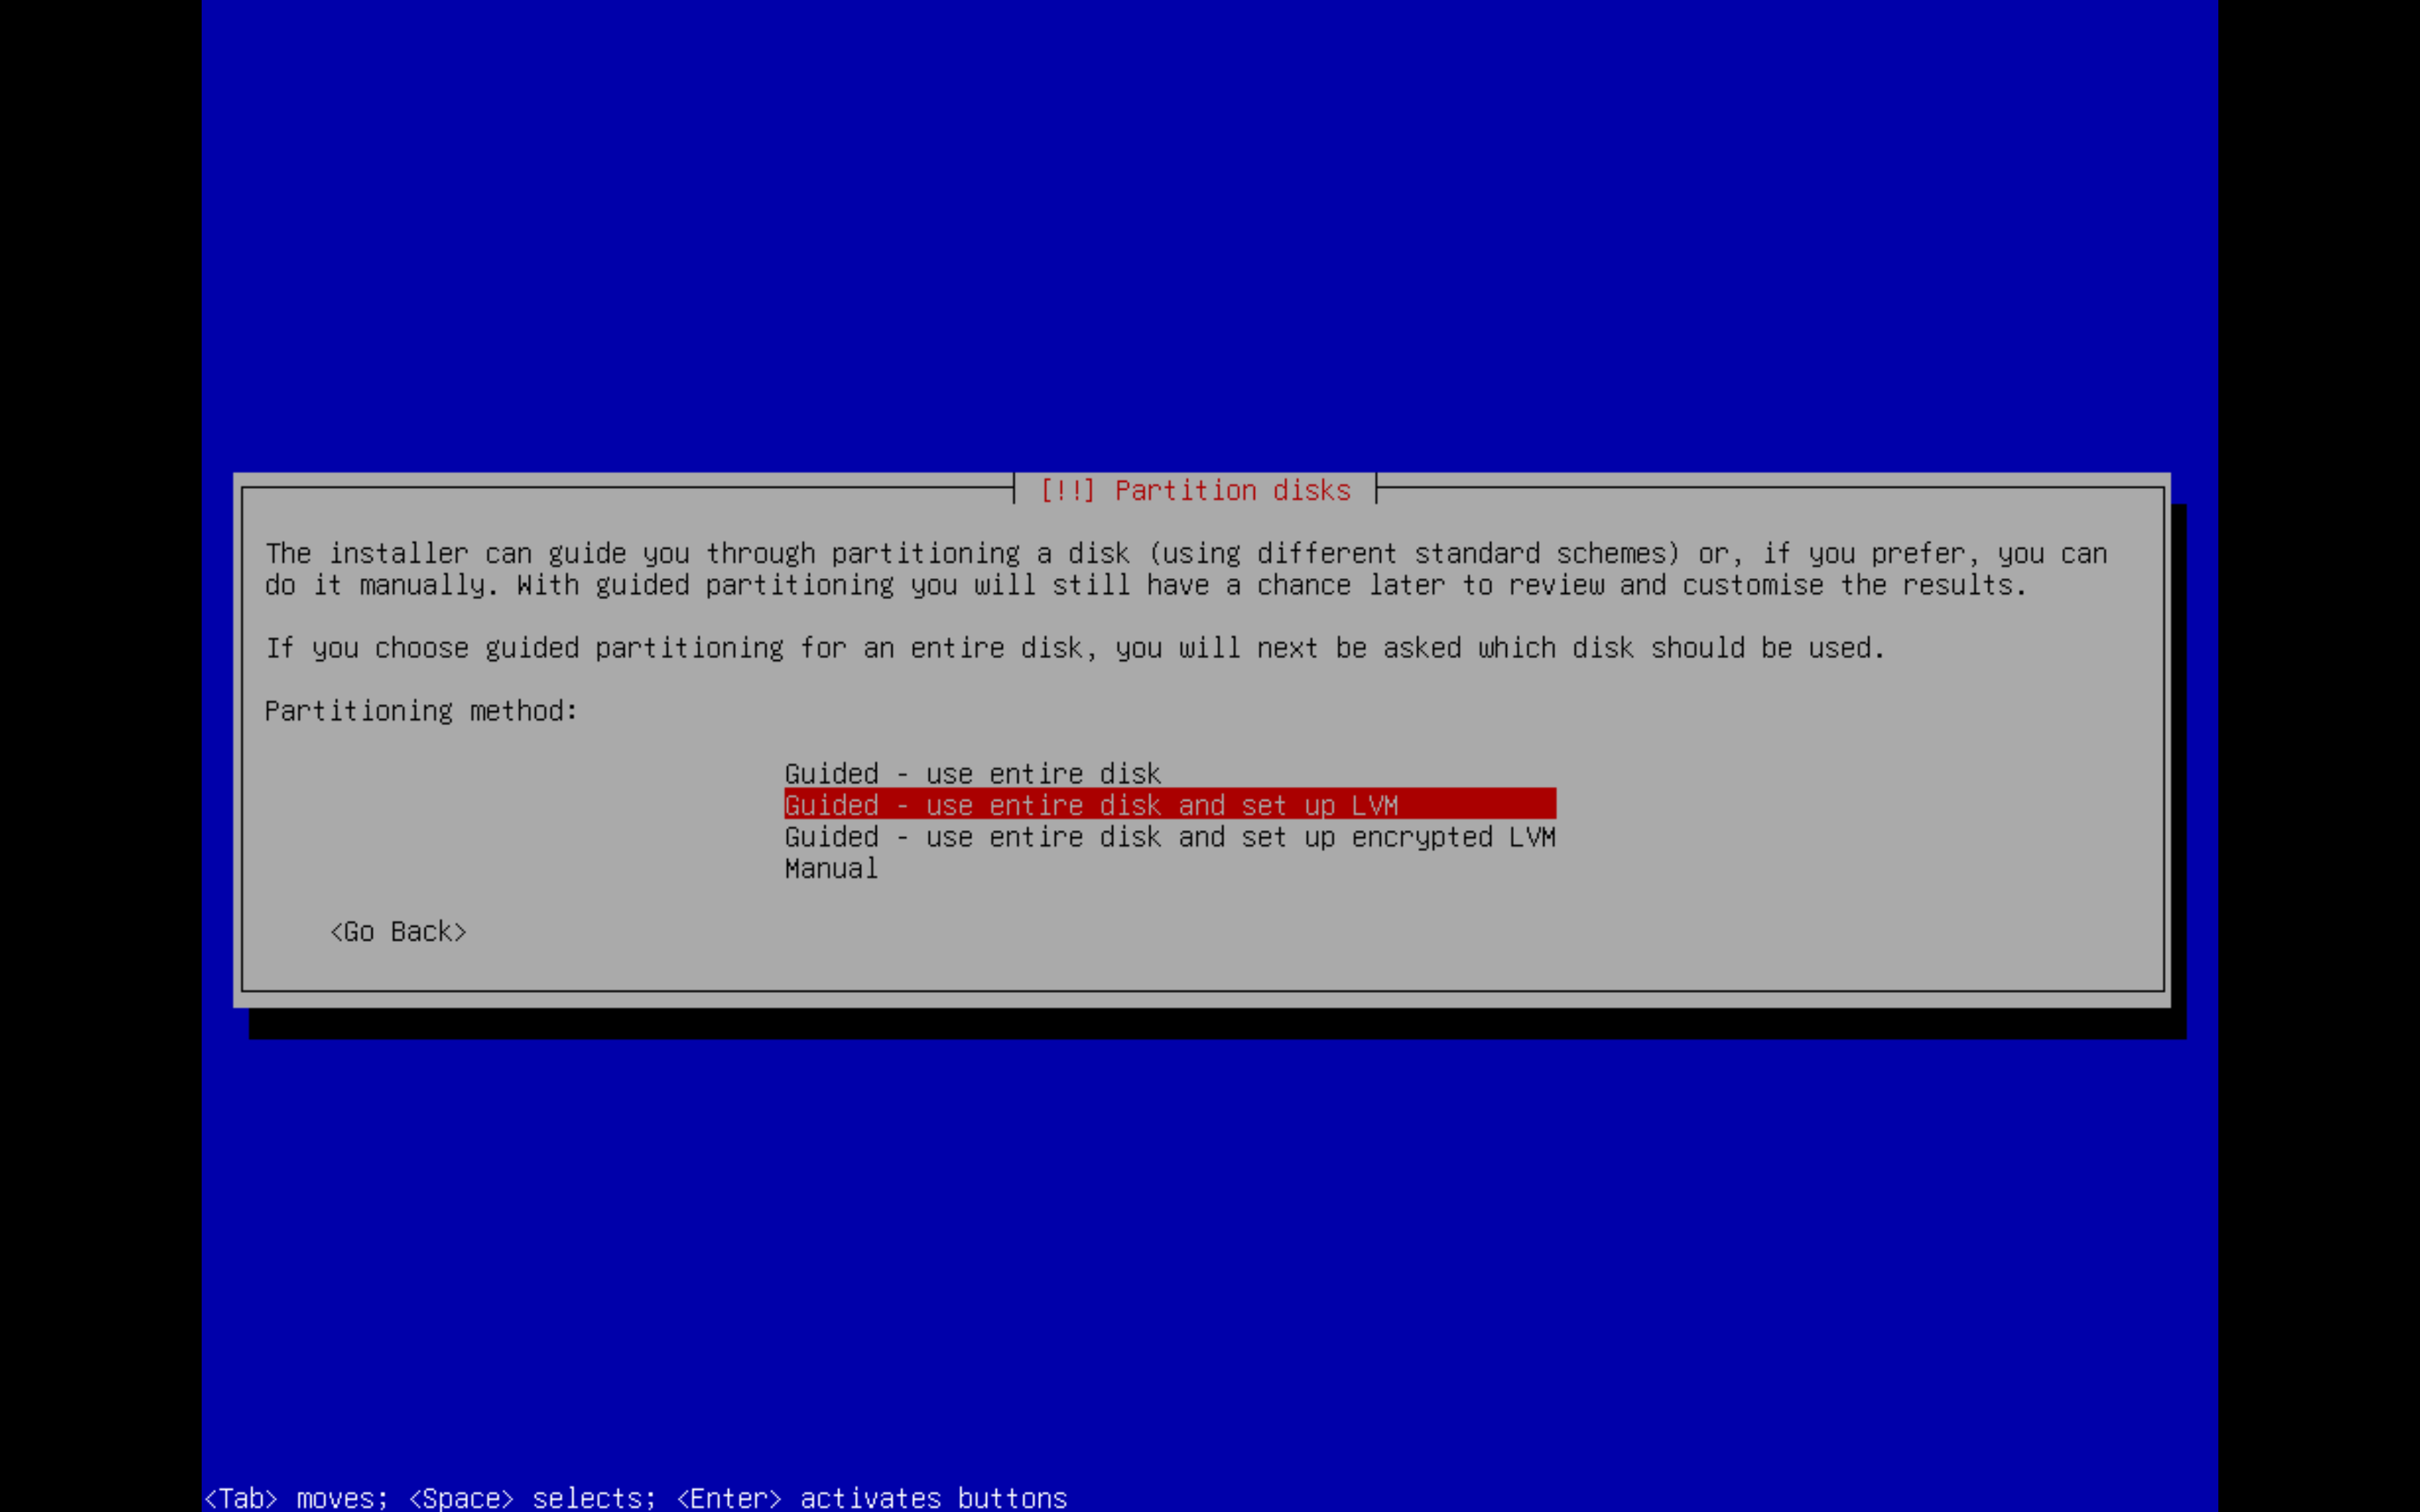 [!!] Partition disks
The installer can guide you through partitioning a disk (using different standard schemes) or, if you prefer, you can
do it manually. With guided partitioning you will still have a chance later to review and customise the results.
If you choose guided partitioning for an entire disk, you will next be asked which disk should be used.
Partitioning method:
Guided - use entire disk
Guided - use entire disk and set up LVM
Guided - use entire disk and set up encrypted LVM
Manual
<Go Back>
<Tab> moves; <Space> selects; <Enter> activates buttons